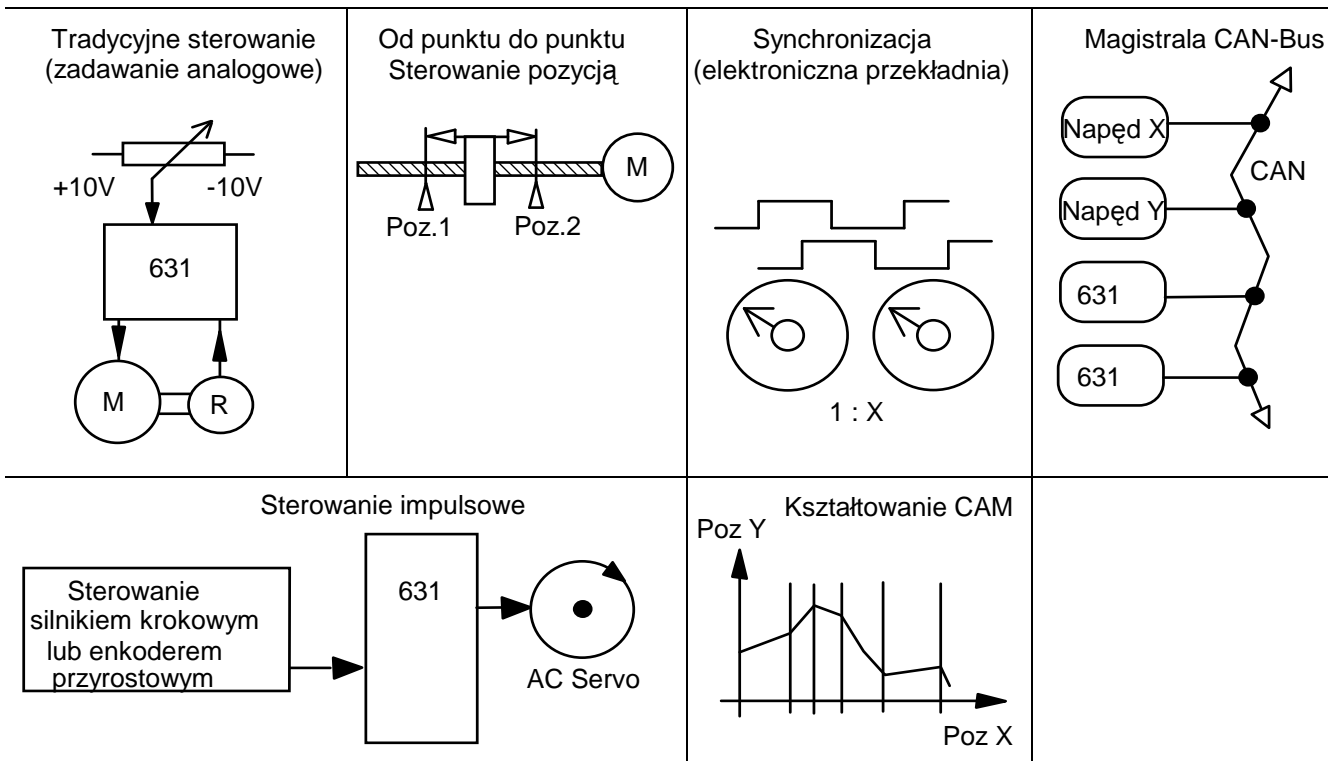 Tradycyjne sterowanie
(zadawanie analogowe)
+10V
-10V
631
M
R
Od punktu do punktu
Sterowanie pozycją
M
Poz.1
Poz.2
Synchronizacja
(elektroniczna przekładnia)
1 : X
Magistrala CAN-Bus
Napęd X
CAN
Napęd Y
631
631
Sterowanie impulsowe
Sterowanie
silnikiem krokowym
lub enkoderem
przyrostowym
631
AC Servo
Kształtowanie CAM
Poz Y
Poz X